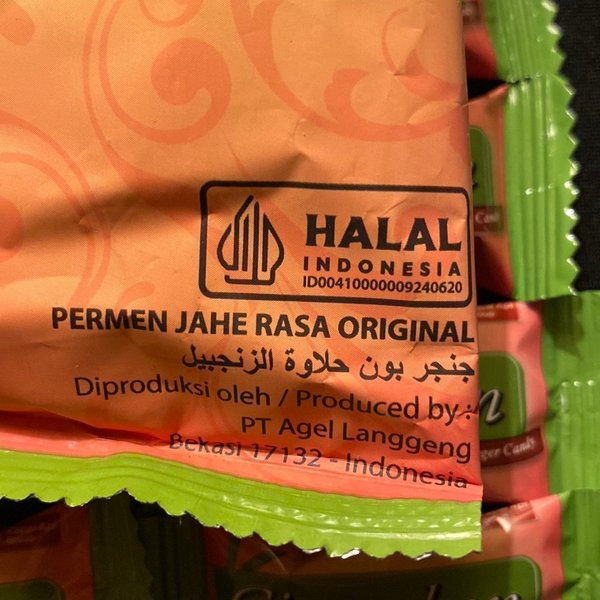 HALAL
INDONESIA
ID00410000009240620
PERMEN JAHE RASA ORIGINAL
جنجر بون حلاوة الزنجبيل
Diproduksi oleh / Produced by :
PT Agel Langgeng
Bekasi 17132 - Indonesia